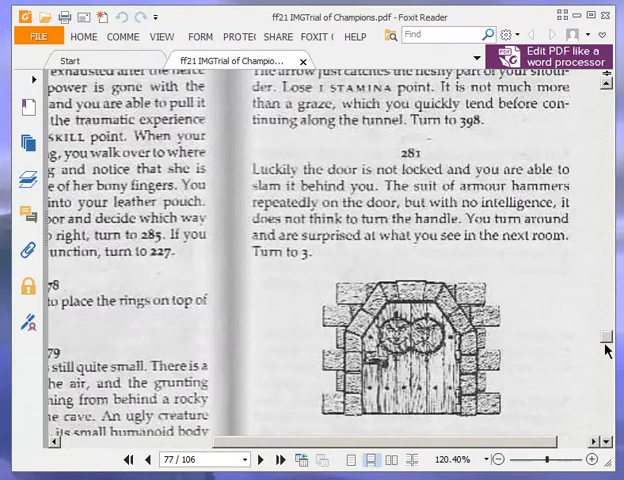 ff21 IMGTrial of Champions.pdf - Foxit Reader
FILE HOME COMME FORM PROTE SHARE FOXIT C HELP Find
Start ff21 IMGTrial of Champio... Edit PDF like a word processor
exhausted after the fierce
power is gone with the
and you are able to pull it
the traumatic experience
SKILL point. When your
g, you walk over to where
g and notice that she is
e of her bony fingers. You
into your leather pouch.
oor and decide which way
right, turn to 285. If you
unction, turn to 227.
78
to place the rings on top of
79
still quite small. There is a
he air, and the grunting
ning from behind a rocky
he cave. An ugly creature
its small humanoid body
The arrow just catches the fleshy part of your shoul-
der. Lose 1 STAMINA point. It is not much more
than a graze, which you quickly tend before con-
tinuing along the tunnel. Turn to 398.
281
Luckily the door is not locked and you are able to
slam it behind you. The suit of armour hammers
repeatedly on the door, but with no intelligence, it
does not think to turn the handle. You turn around
and are surprised at what you see in the next room.
Turn to 3.
77 / 106 120.40%